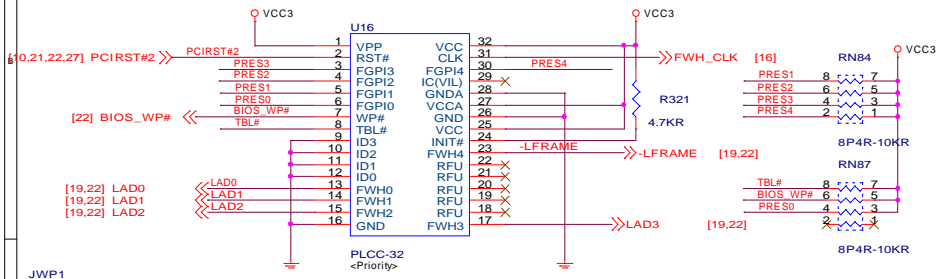 VCC3 VCC3
U16 VCC3
1 VPP VCC 32
[10,21,22,27] PCIRST#2 PCIRST#2 2 RST# CLK 31 FWH_CLK [16] RN84
PRES3 3 FGPI3 FGPI4 30 PRES4
PRES2 4 FGPI2 IC(VIL) 29 PRES1 8 7
PRES1 5 FGPI1 GNDA 28 PRES2 6 5
PRES0 6 FGPI0 VCCA 27 R321 PRES3 4 3
[22] BIOS_WP# BIOS_WP# 7 WP# GND 26 PRES4 2 1
TBL# 8 TBL# VCC 25 4.7KR
9 ID3 INIT# 24 8P4R-10KR
10 ID2 FWH4 23 -LFRAME -LFRAME [19,22]
11 ID1 RFU 22 RN87
12 ID0 RFU 21
[19,22] LAD0 LAD0 13 FWH0 RFU 20 TBL# 8 7
[19,22] LAD1 LAD1 14 FWH1 RFU 19 BIOS_WP# 6 5
[19,22] LAD2 LAD2 15 FWH2 RFU 18 PRES0 4 3
16 GND FWH3 17 LAD3 [19,22] 2 1
PLCC-32 8P4R-10KR
<Priority>
JWP1